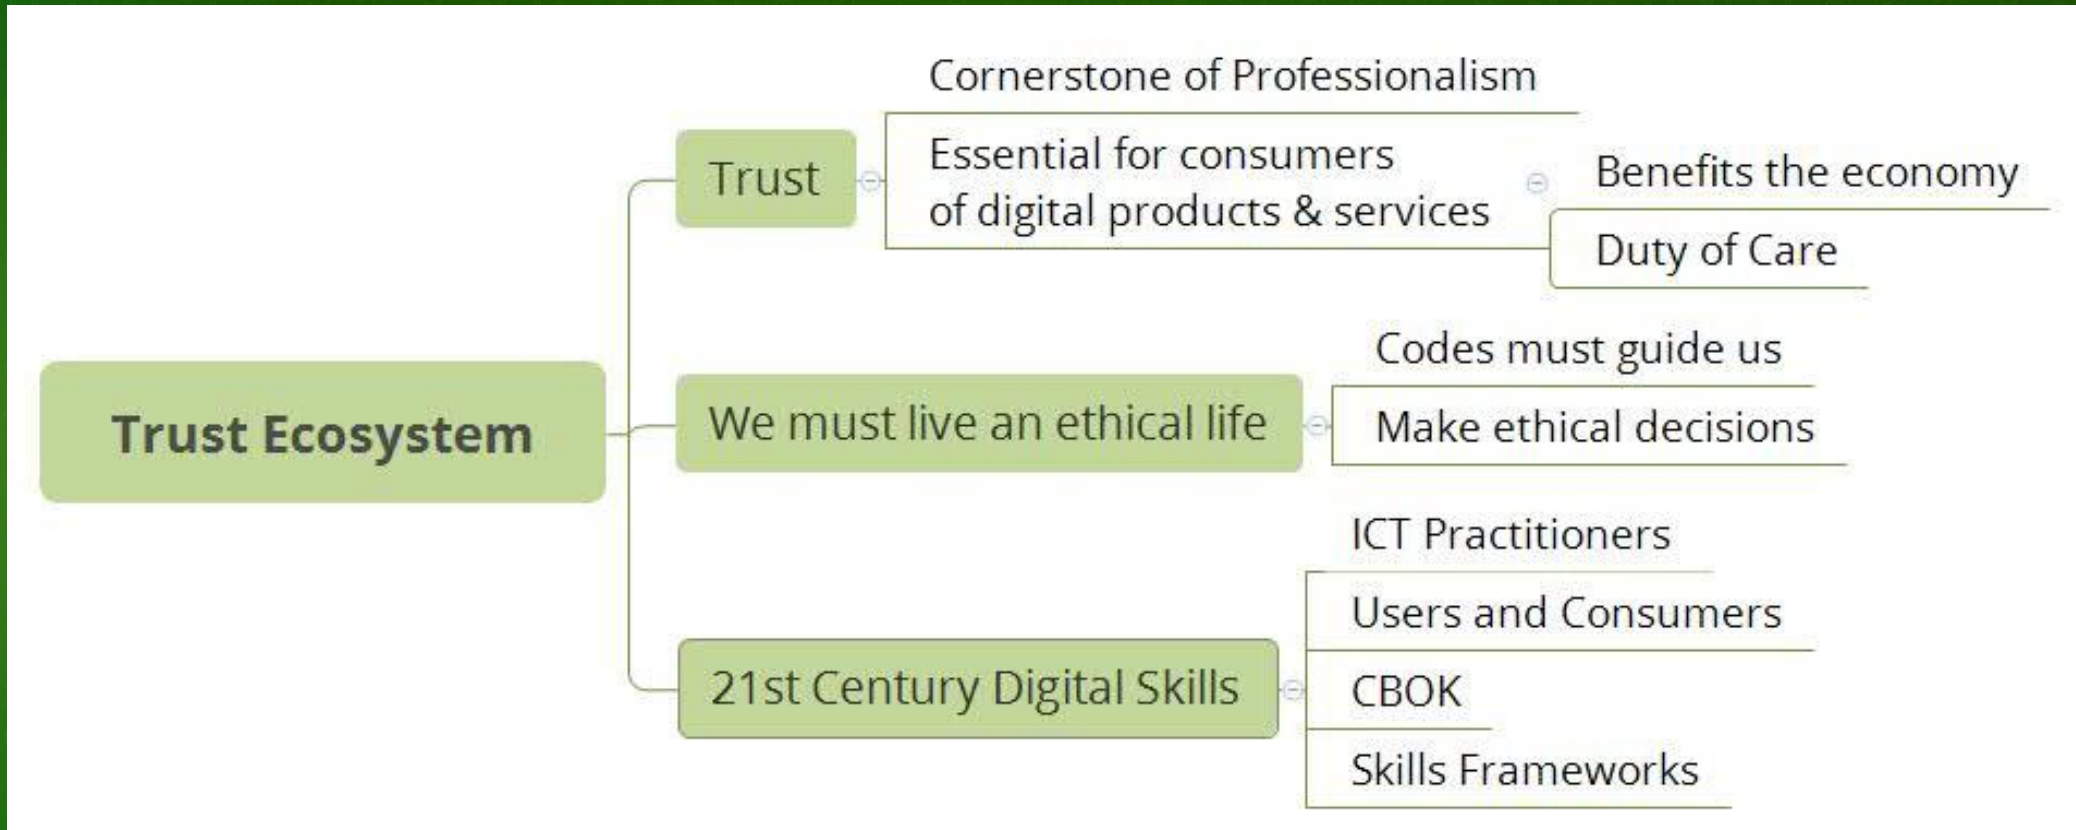 Trust Ecosystem
Trust
Cornerstone of Professionalism
Essential for consumers
of digital products & services
Benefits the economy
Duty of Care
We must live an ethical life
Codes must guide us
Make ethical decisions
21st Century Digital Skills
ICT Practitioners
Users and Consumers
CBOK
Skills Frameworks